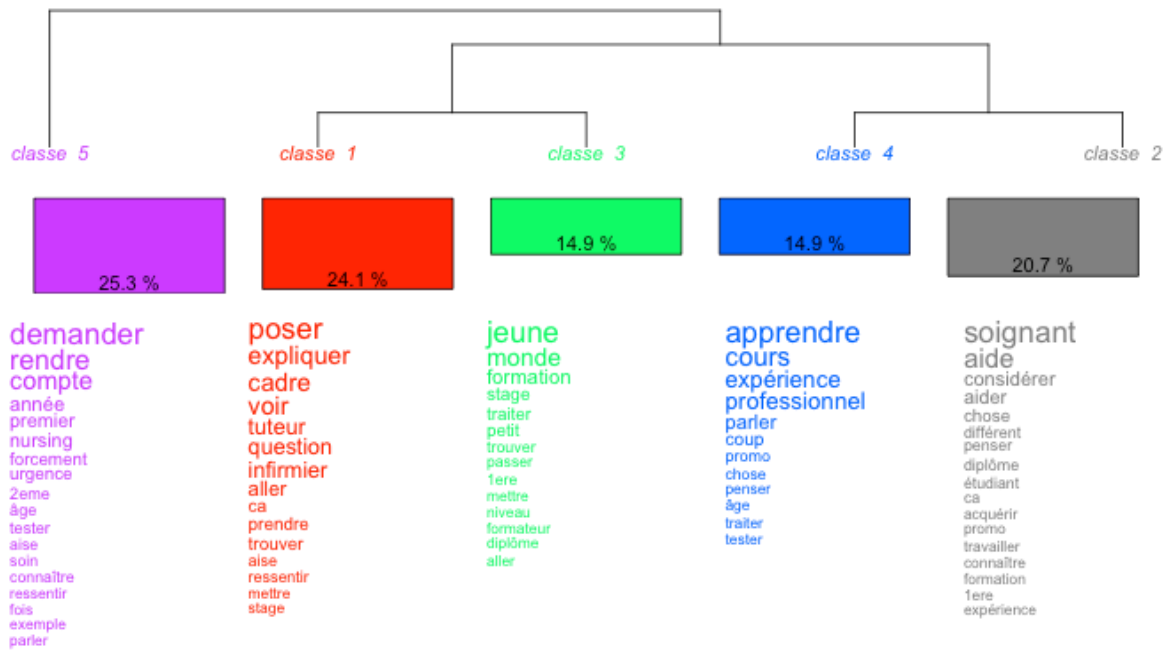 classe 5
classe 1
classe 3
classe 4
classe 2
25.3 %
24.1 %
14.9 %
14.9 %
20.7 %
demander
rendre
compte
année
premier
nursing
forcement
urgence
2eme
âge
tester
aise
soin
connaître
ressentir
fois
exemple
parler
poser
expliquer
cadre
voir
tuteur
question
infirmier
aller
ca
prendre
trouver
aise
ressentir
mettre
stage
jeune
monde
formation
stage
traiter
petit
trouver
passer
1ere
mettre
niveau
formateur
diplôme
aller
apprendre
cours
expérience
professionnel
parler
coup
promo
chose
penser
âge
traiter
tester
soignant
aide
considérer
aider
chose
différent
penser
diplôme
étudiant
ca
acquérir
promo
travailler
connaître
formation
1ere
expérience